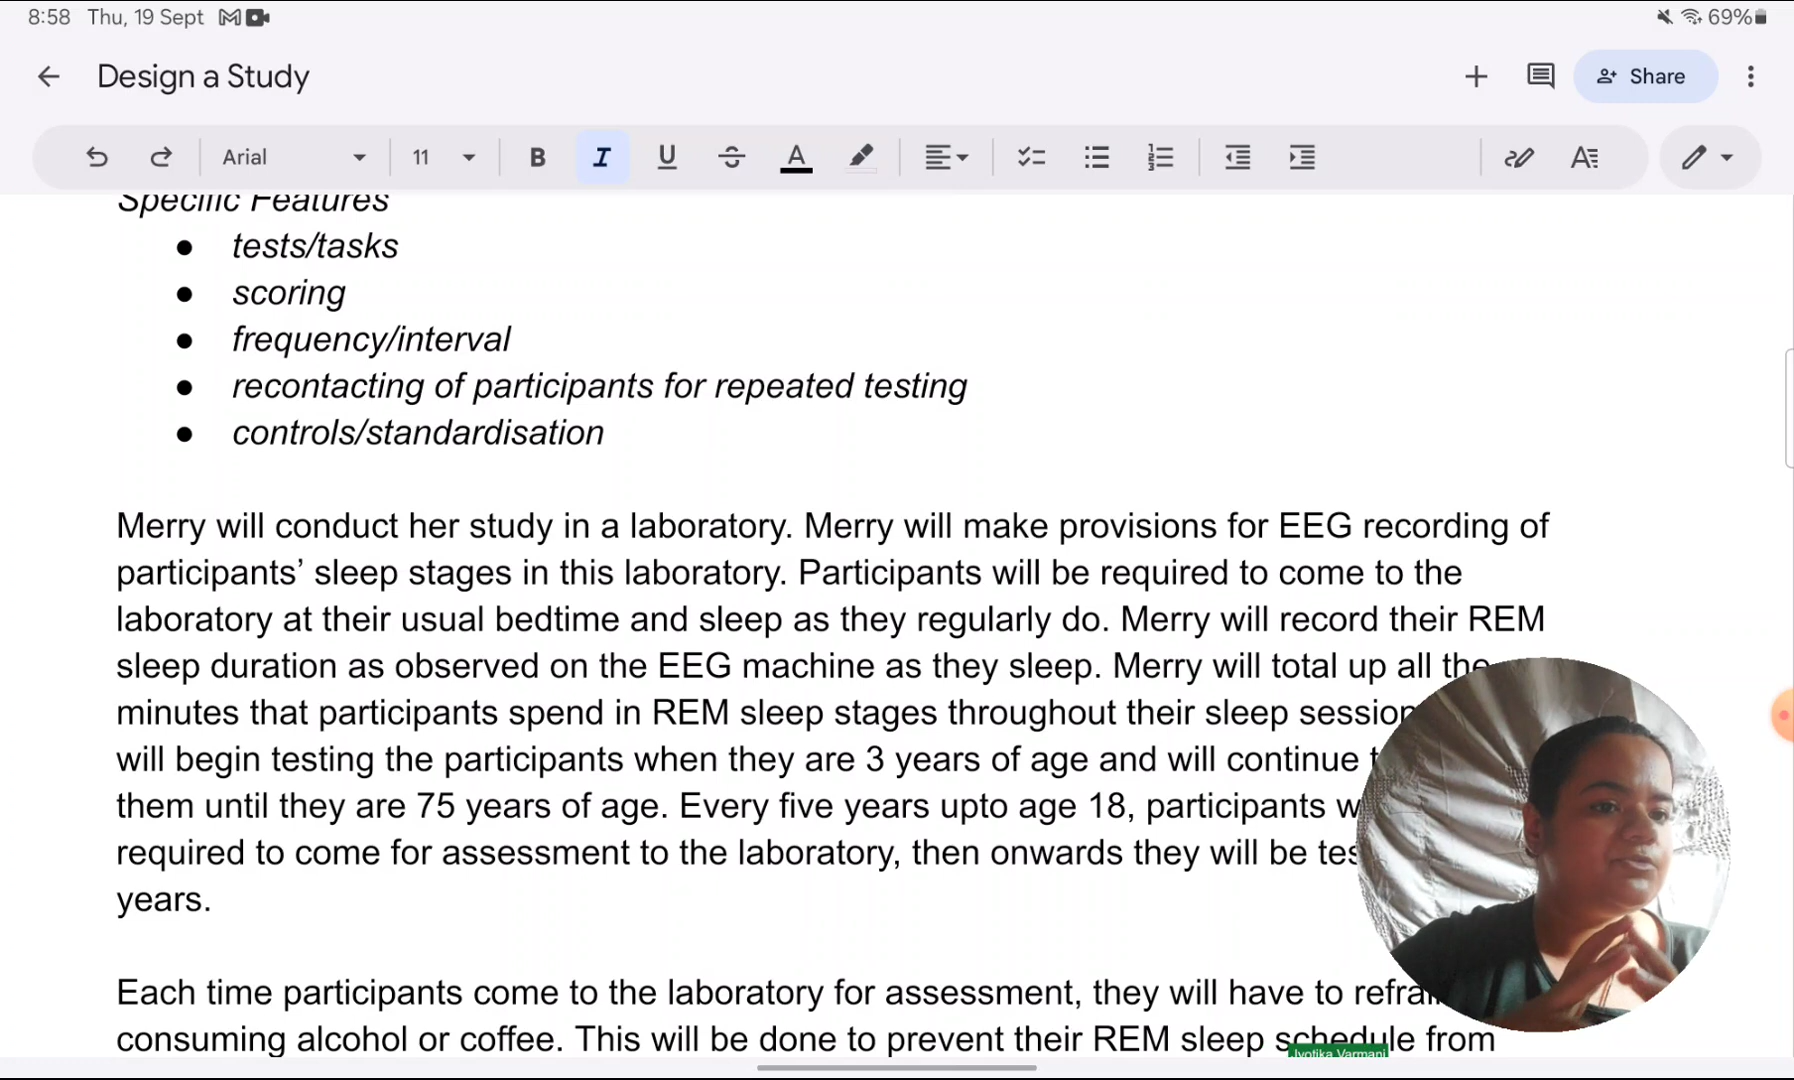 8:58 Thu, 19 Sept 69%
Design a Study
Share
Arial 11 B I U A
Specific Features
● tests/tasks
● scoring
● frequency/interval
● recontacting of participants for repeated testing
● controls/standardisation
Merry will conduct her study in a laboratory. Merry will make provisions for EEG recording of
participants’ sleep stages in this laboratory. Participants will be required to come to the
laboratory at their usual bedtime and sleep as they regularly do. Merry will record their REM
sleep duration as observed on the EEG machine as they sleep. Merry will total up all the
minutes that participants spend in REM sleep stages throughout their sleep
will begin testing the participants when they are 3 years of age and will continue
them until they are 75 years of age. Every five years upto age 18, participants
required to come for assessment to the laboratory, then onwards they will be
years.
Each time participants come to the laboratory for assessment, they will have to
consuming alcohol or coffee. This will be done to prevent their REM sleep schedule from
Jyotika Varmani